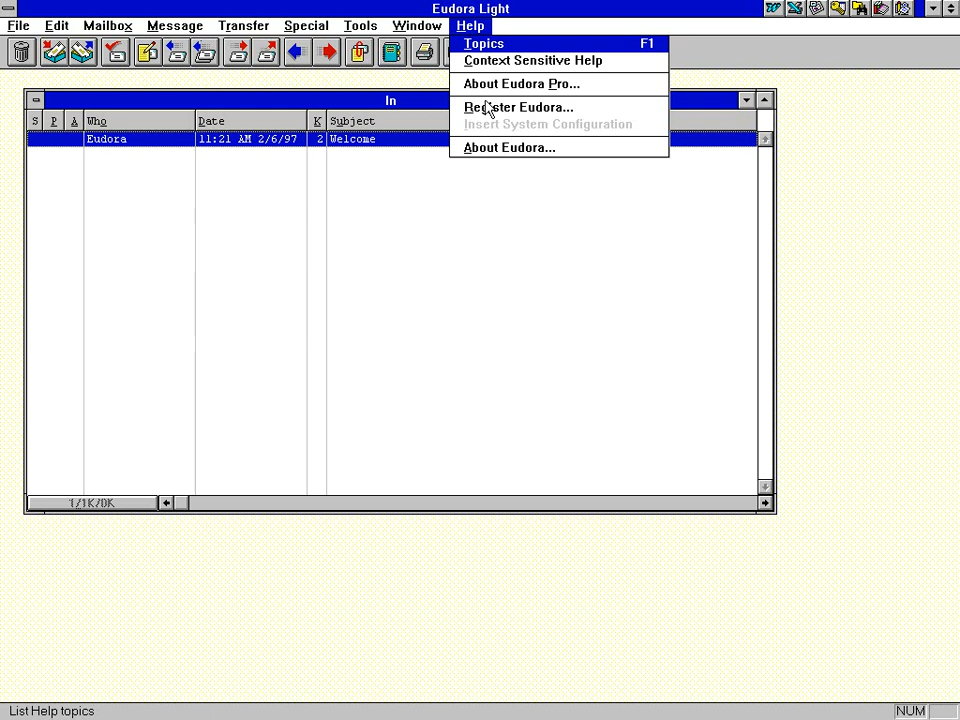 Eudora Light
File Edit Mailbox Message Transfer Special Tools Window Help
Topics F1
Context Sensitive Help
About Eudora Pro...
Register Eudora...
Insert System Configuration
About Eudora...
In
S P A Who Date K Subject
Eudora 11:21 AM 2/6/97 2 Welcome
1/1K/0K
List Help topics NUM